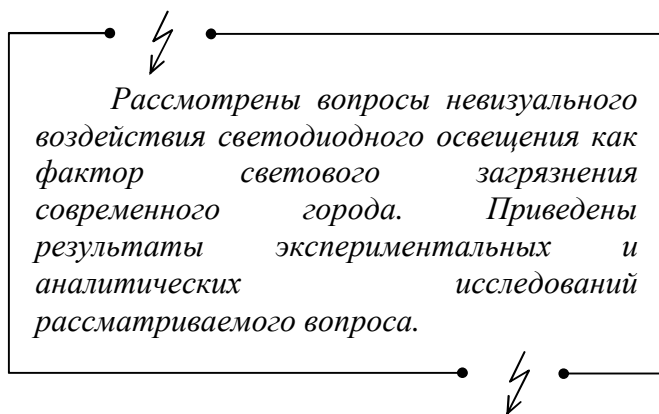 Рассмотрены вопросы невизуального
воздействия светодиодного освещения как
фактор светового загрязнения
современного города. Приведены
результаты экспериментальных и
аналитических исследований
рассматриваемого вопроса.